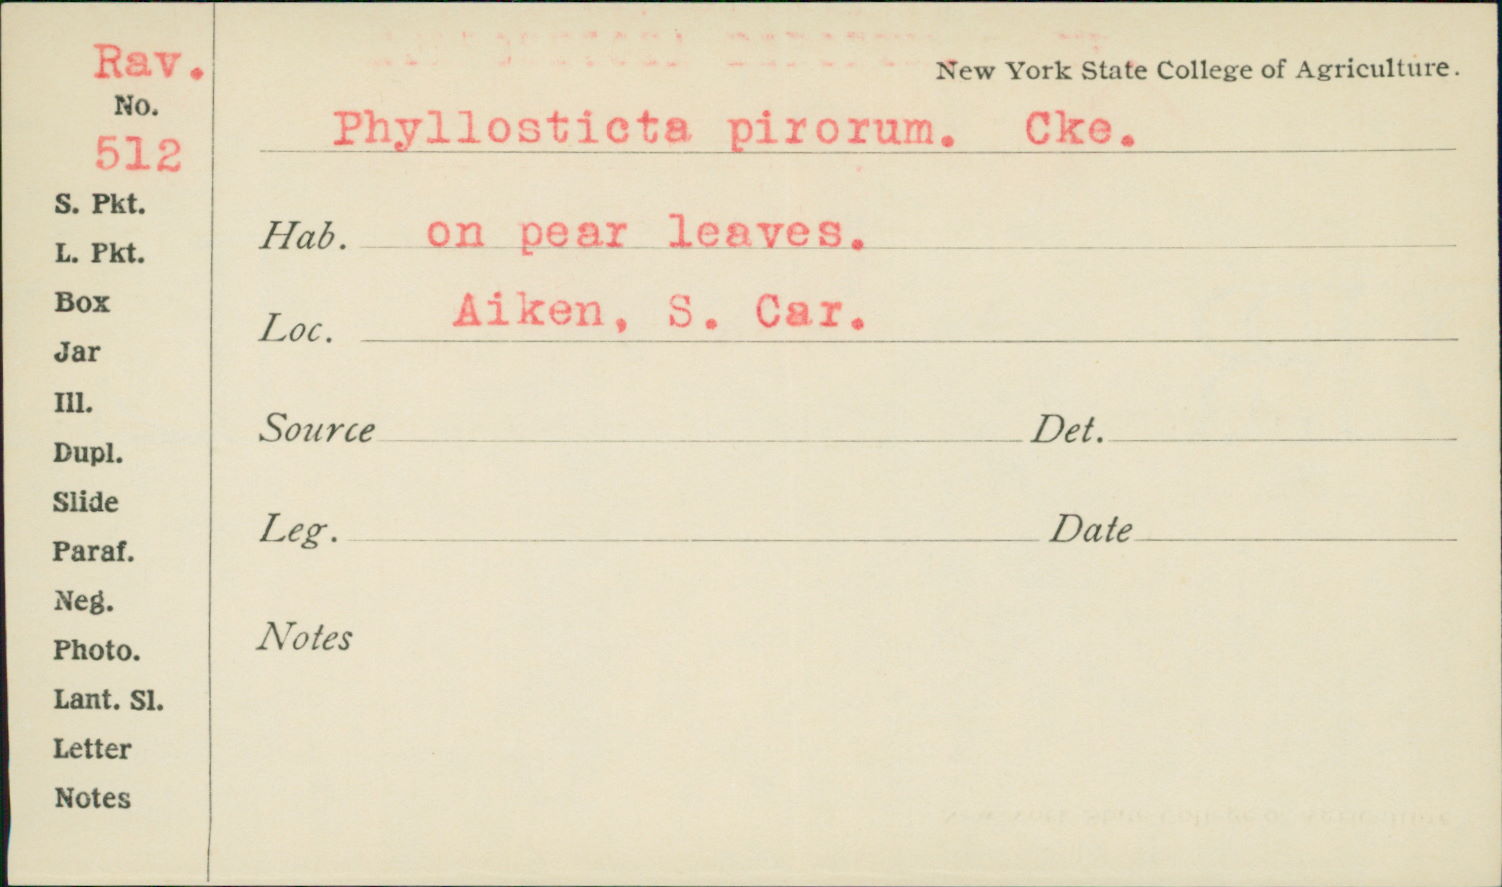 Rav.
No.
512
S. Pkt.
L. Pkt.
Box
Jar
Ill.
Dupl.
Slide
Paraf.
Neg.
Photo.
Lant. Sl.
Letter
Notes
New York State College of Agriculture.
Phyllosticta pirorum. Cke.
Hab. on pear leaves.
Loc. Aiken, S. Car.
Source Det.
Leg. Date
Notes